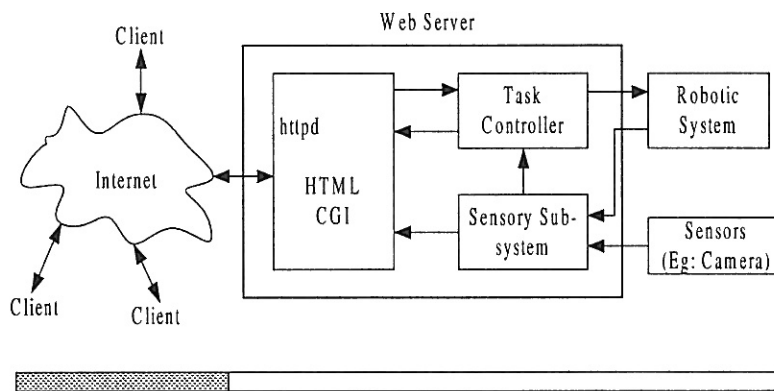 Web Server
Client
httpd
HTML
CGI
Task
Controller
Robotic
System
Internet
Sensory Sub-
system
Sensors
(Eg: Camera)
Client
Client